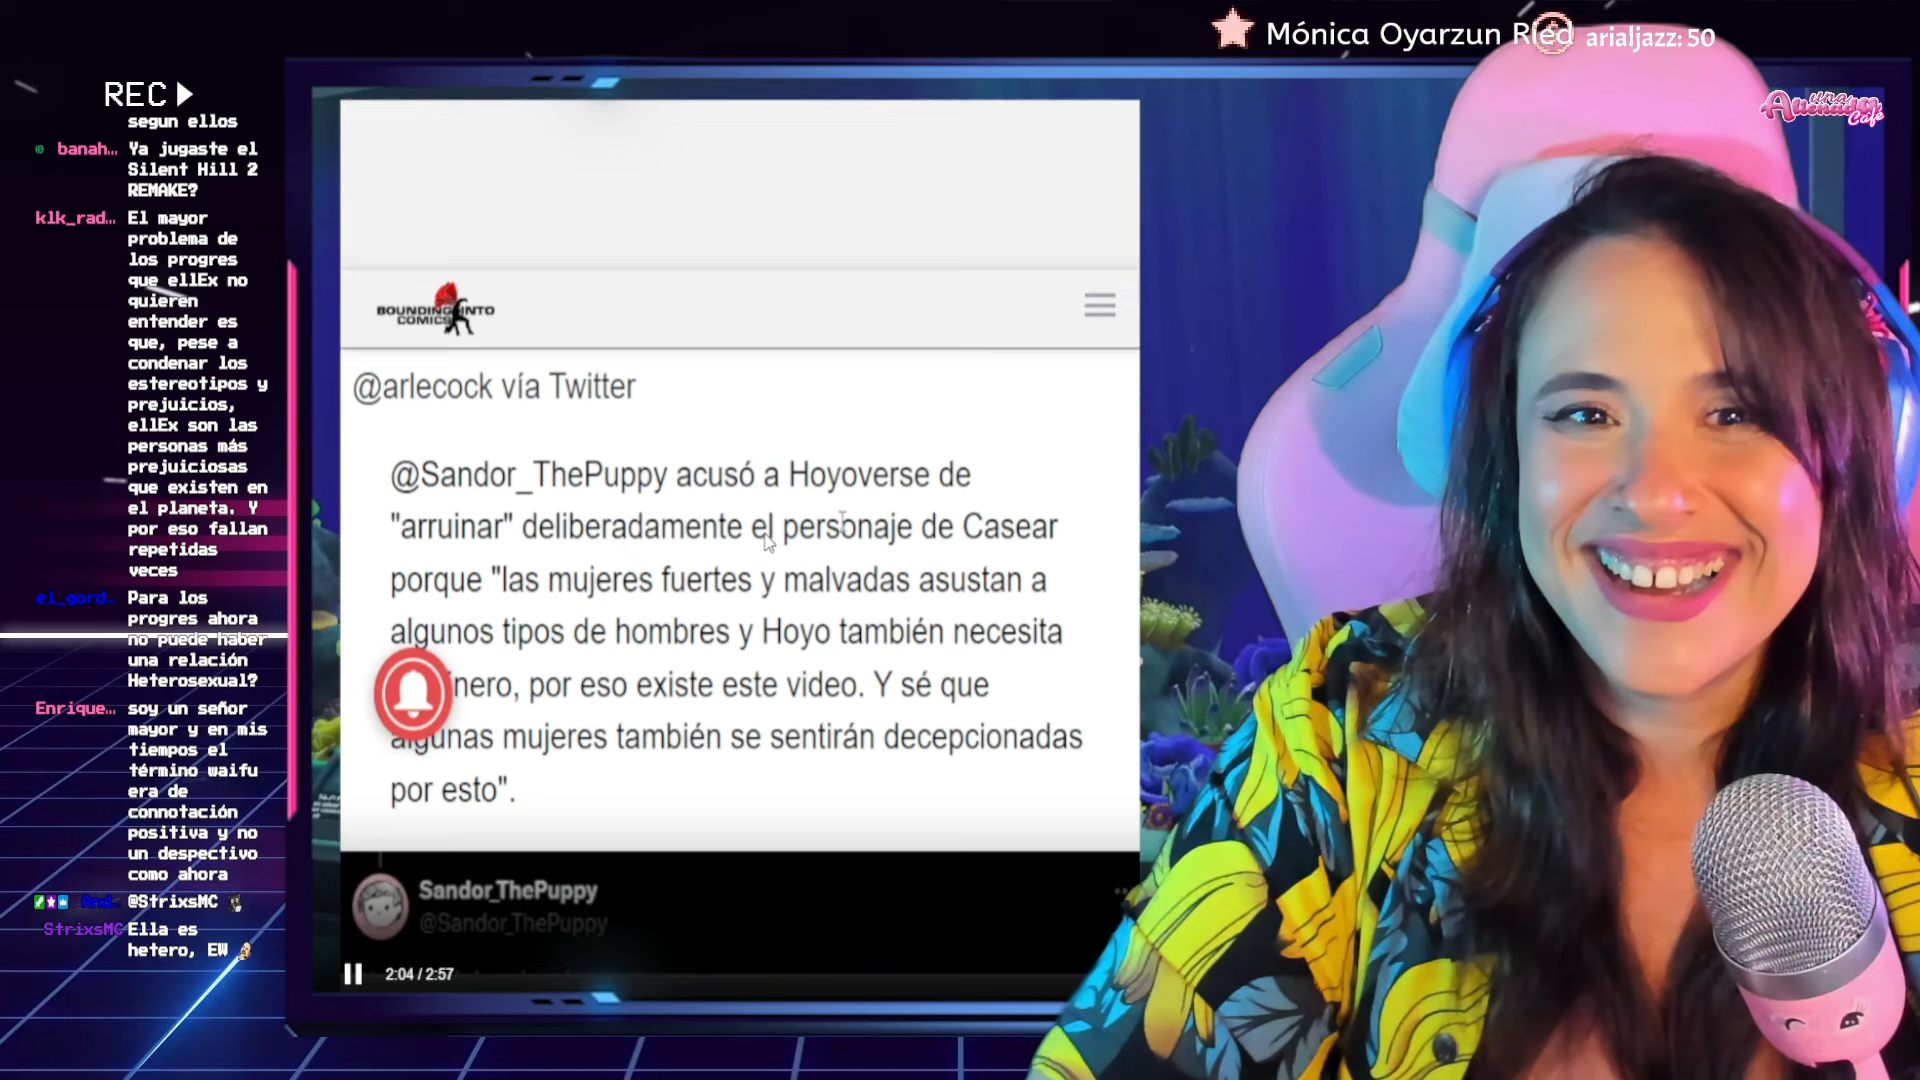 Mónica Oyarzun Ried
arialjazz: 50
REC
segun ellos
banah… Ya jugaste el
Silent Hill 2
REMAKE?
klk_rad… El mayor
problema de
los progres
que ellEx no
quieren
entender es
que, pese a
condenar los
estereotipos y
prejuicios,
ellEx son las
personas más
prejuiciosas
que existen en
el planeta. Y
por eso fallan
repetidas
veces
el_gord… Para los
progres ahora
no puede haber
una relación
Heterosexual?
Enrique… soy un señor
mayor y en mis
tiempos el
término waifu
era de
connotación
positiva y no
un despectivo
como ahora
And… @StrixsMC
StrixsMC Ella es
hetero, EW
BOUNDING INTO
COMICS
@arlecock vía Twitter
@Sandor_ThePuppy acusó a Hoyoverse de
"arruinar" deliberadamente el personaje de Casear
porque "las mujeres fuertes y malvadas asustan a
algunos tipos de hombres y Hoyo también necesita
nero, por eso existe este video. Y sé que
algunas mujeres también se sentirán decepcionadas
por esto".
Sandor_ThePuppy
@Sandor_ThePuppy
2:04 / 2:57
una
Alienada
Café